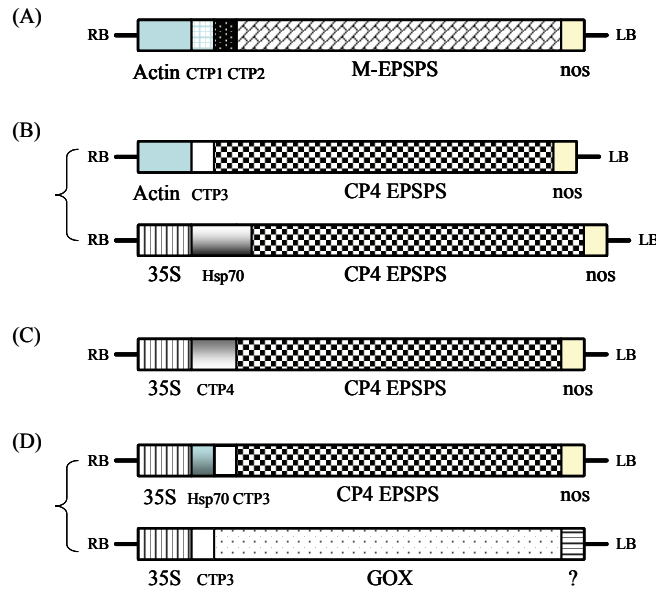 (A)
RB LB
Actin CTP1 CTP2 M-EPSPS nos
(B)
RB LB
Actin CTP3 CP4 EPSPS nos
RB LB
35S Hsp70 CP4 EPSPS nos
(C)
RB LB
35S CTP4 CP4 EPSPS nos
(D)
RB LB
35S Hsp70 CTP3 CP4 EPSPS nos
RB LB
35S CTP3 GOX ?